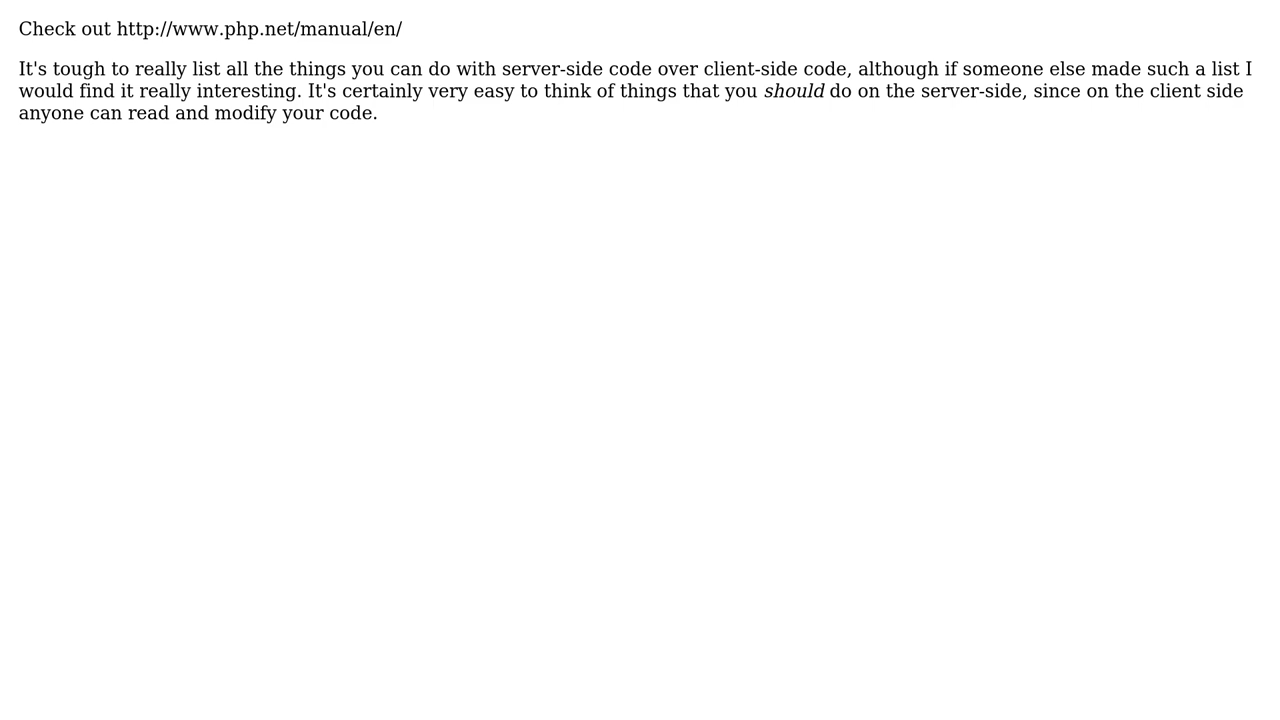 Check out http://www.php.net/manual/en/
It's tough to really list all the things you can do with server-side code over client-side code, although if someone else made such a list I
would find it really interesting. It's certainly very easy to think of things that you should do on the server-side, since on the client side
anyone can read and modify your code.